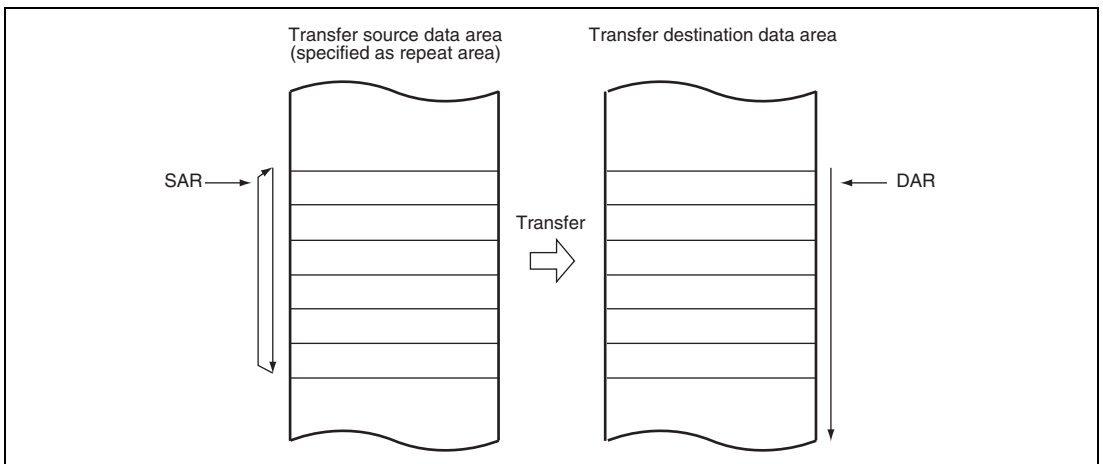 Transfer source data area
(specified as repeat area)
Transfer destination data area
SAR
Transfer
DAR